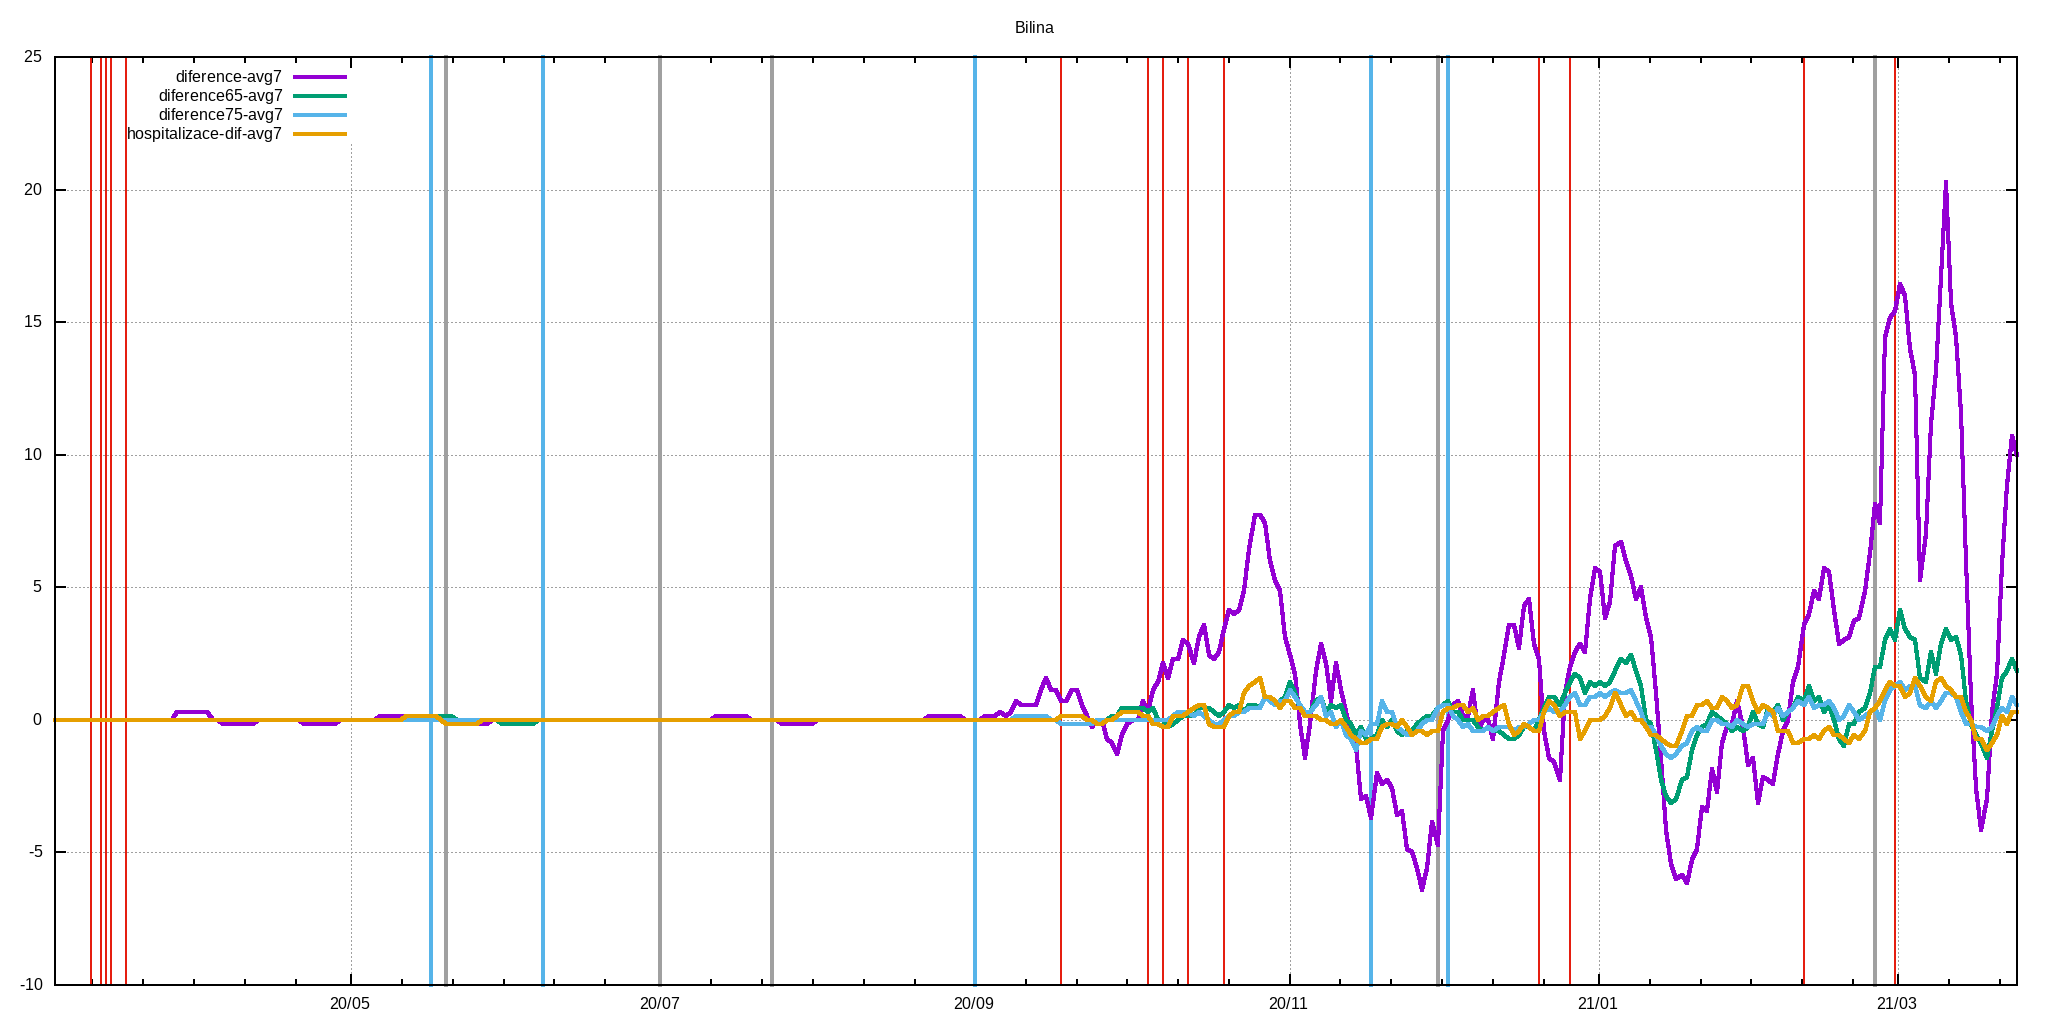 Bilina
25
diference-avg7
diference65-avg7
diference75-avg7
hospitalizace-dif-avg7
20
15
10
5
0
-5
-10
20/05 20/07 20/09 20/11 21/01 21/03